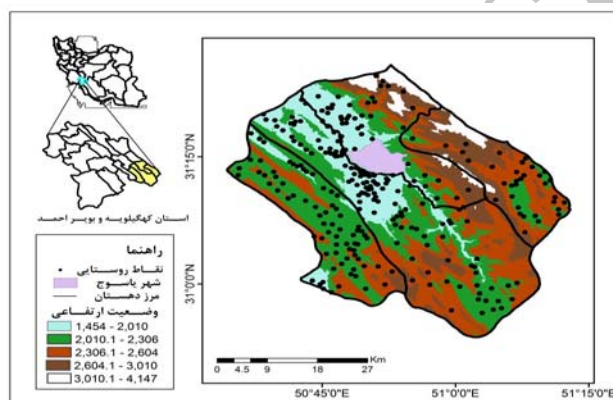 استان کهگیلویه و بویر احمد
راهنما
نقاط روستایی
شهر یاسوج
مرز دهستان
وضعیت ارتفاعی
1,454 - 2,010
2,010.1 - 2,306
2,306.1 - 2,604
2,604.1 - 3,010
3,010.1 - 4,147
31°15'0"N
31°0'0"N
Km
0 4.5 9 18 27
50°45'0"E
51°0'0"E
51°15'0"E